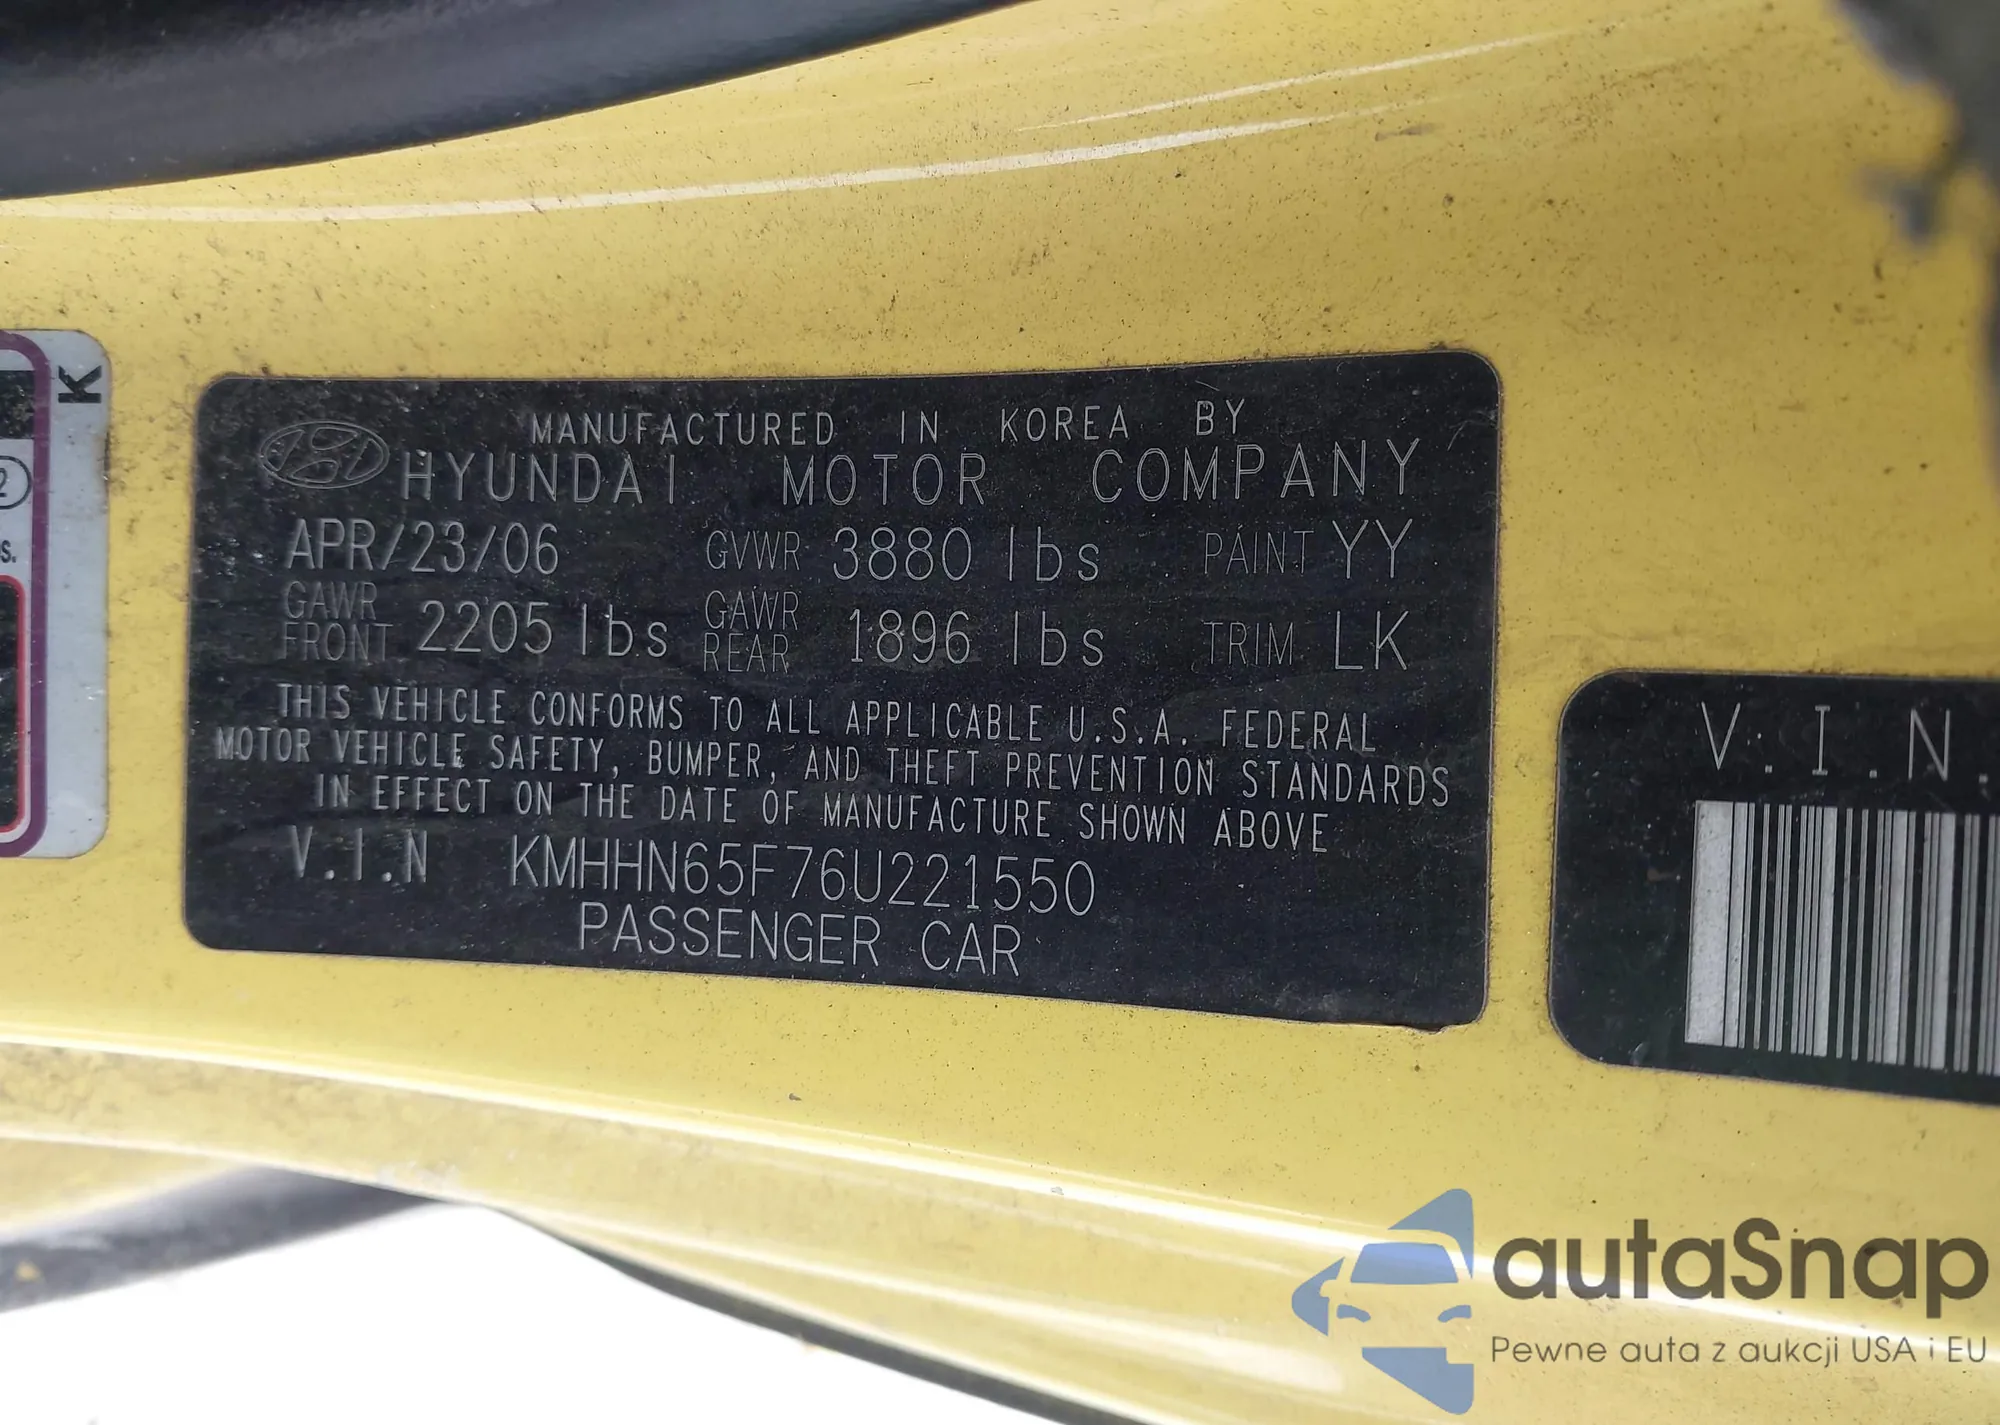 MANUFACTURED IN KOREA BY
HYUNDAI MOTOR COMPANY
APR/23/06 GVWR 3880 lbs PAINT YY
GAWR FRONT 2205 lbs GAWR REAR 1896 lbs TRIM LK
THIS VEHICLE CONFORMS TO ALL APPLICABLE U.S.A. FEDERAL
MOTOR VEHICLE SAFETY, BUMPER, AND THEFT PREVENTION STANDARDS
IN EFFECT ON THE DATE OF MANUFACTURE SHOWN ABOVE
V.I.N KMHHN65F76U221550
PASSENGER CAR
K
2
s.
V.I.N.
autaSnap
Pewne auta z aukcji USA i EU